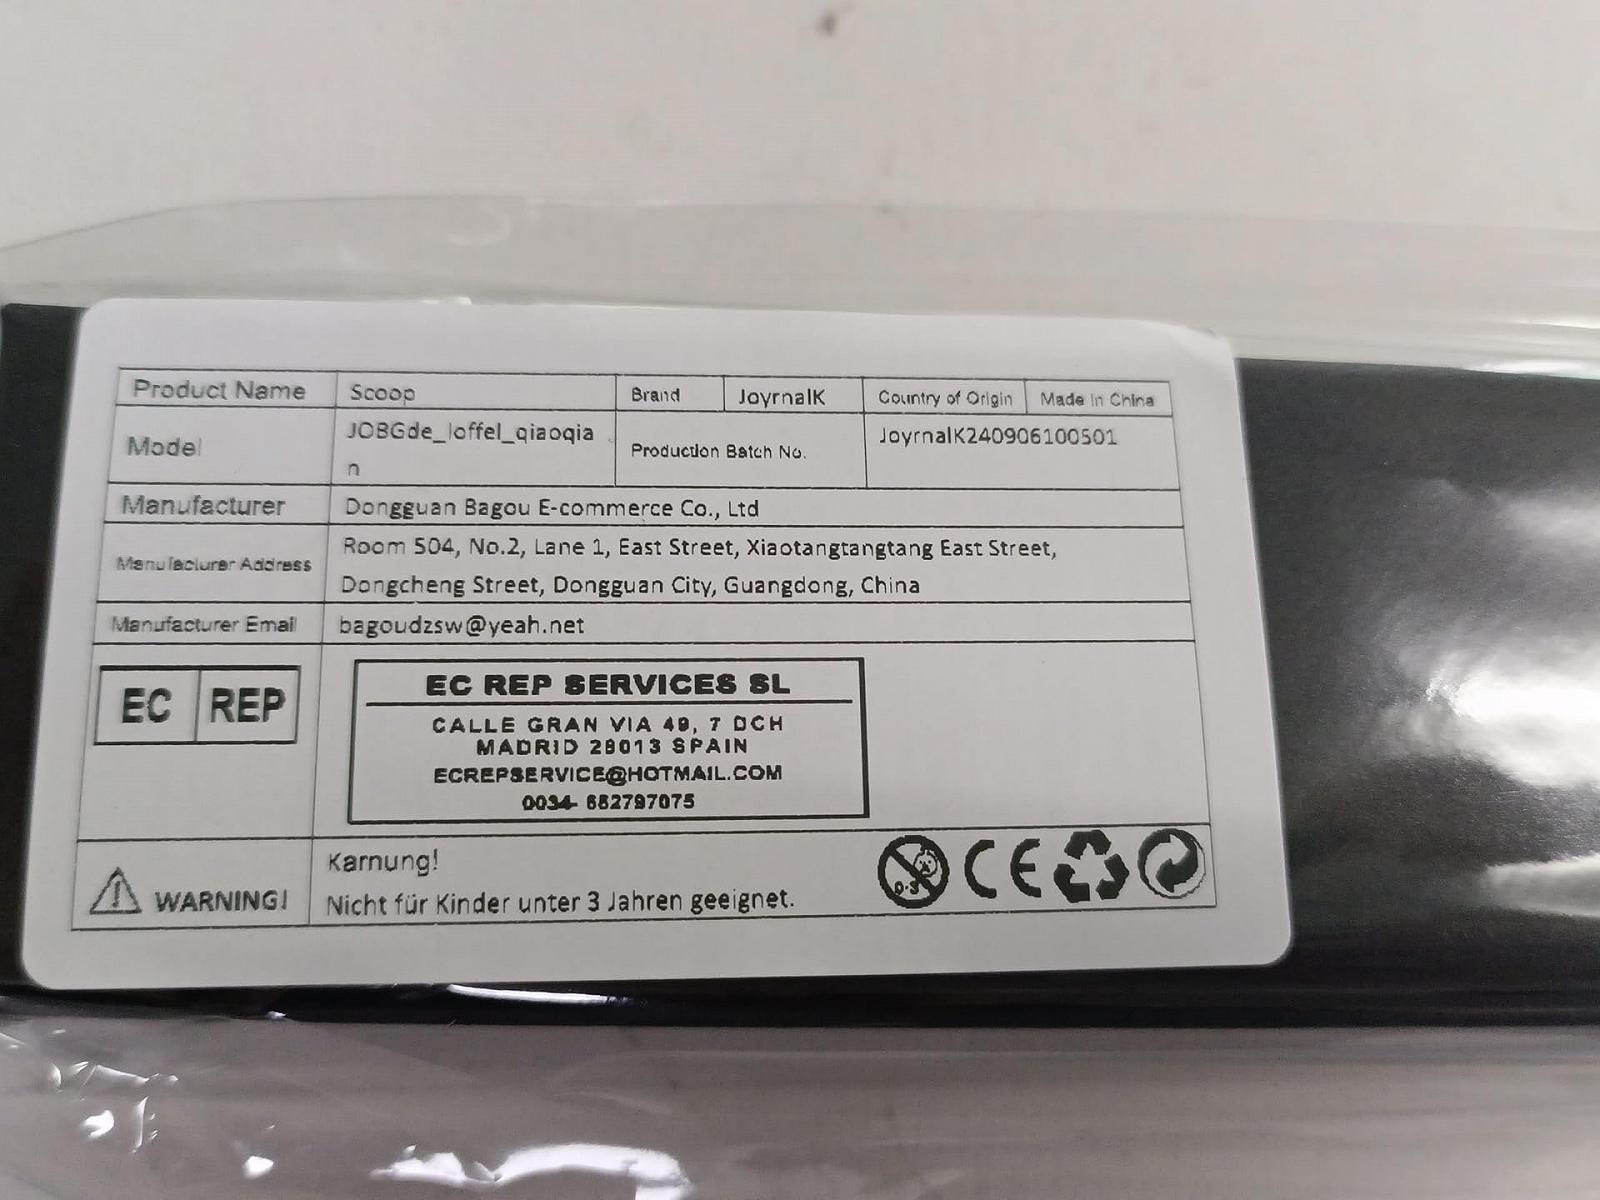 Product Name Scoop Brand JoyrnalK Country of Origin Made In China
Model JOBGde_loffel_qiaoqia
n Production Batch No. JoyrnalK240906100501
Manufacturer Dongguan Bagou E-commerce Co., Ltd
Manufacturer Address Room 504, No.2, Lane 1, East Street, Xiaotangtangtang East Street,
Dongcheng Street, Dongguan City, Guangdong, China
Manufacturer Email bagoudzsw@yeah.net
EC REP
EC REP SERVICES SL
CALLE GRAN VIA 49, 7 DCH
MADRID 28013 SPAIN
ECREPSERVICE@HOTMAIL.COM
0034- 682797075
WARNING! Karnung!
Nicht für Kinder unter 3 Jahren geeignet.
0-3 CE